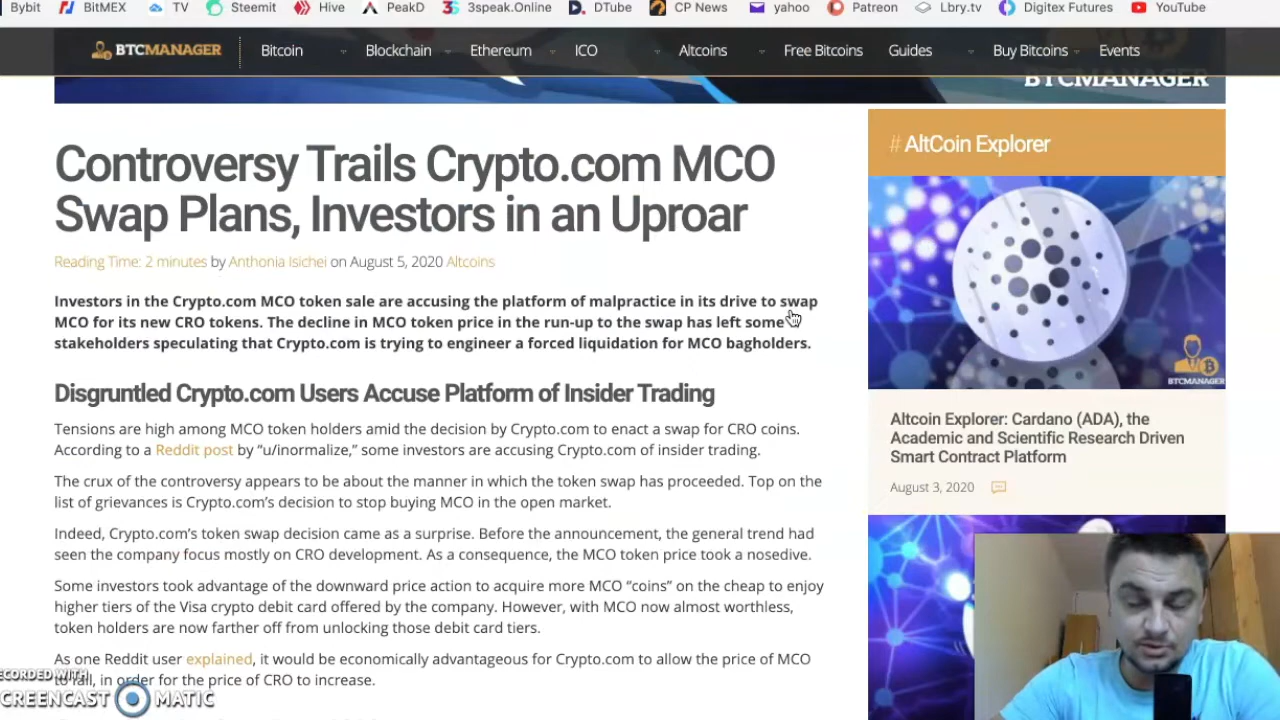 Bybit BitMEX TV Steemit Hive PeakD 3speak.Online DTube CP News yahoo Patreon Lbry.tv Digitex Futures YouTube
BTCMANAGER Bitcoin Blockchain Ethereum ICO Altcoins Free Bitcoins Guides Buy Bitcoins Events
BTCMANAGER
Controversy Trails Crypto.com MCO
Swap Plans, Investors in an Uproar
Reading Time: 2 minutes by Anthonia Isichei on August 5, 2020 Altcoins
Investors in the Crypto.com MCO token sale are accusing the platform of malpractice in its drive to swap
MCO for its new CRO tokens. The decline in MCO token price in the run-up to the swap has left some
stakeholders speculating that Crypto.com is trying to engineer a forced liquidation for MCO bagholders.
Disgruntled Crypto.com Users Accuse Platform of Insider Trading
Tensions are high among MCO token holders amid the decision by Crypto.com to enact a swap for CRO coins.
According to a Reddit post by “u/inormalize,” some investors are accusing Crypto.com of insider trading.
The crux of the controversy appears to be about the manner in which the token swap has proceeded. Top on the
list of grievances is Crypto.com’s decision to stop buying MCO in the open market.
Indeed, Crypto.com’s token swap decision came as a surprise. Before the announcement, the general trend had
seen the company focus mostly on CRO development. As a consequence, the MCO token price took a nosedive.
Some investors took advantage of the downward price action to acquire more MCO “coins” on the cheap to enjoy
higher tiers of the Visa crypto debit card offered by the company. However, with MCO now almost worthless,
token holders are now farther off from unlocking those debit card tiers.
As one Reddit user explained, it would be economically advantageous for Crypto.com to allow the price of MCO
to fall, in order for the price of CRO to increase.
# AltCoin Explorer
BTCMANAGER
Altcoin Explorer: Cardano (ADA), the
Academic and Scientific Research Driven
Smart Contract Platform
August 3, 2020
ECORDED WITH
CREENCAST MATIC